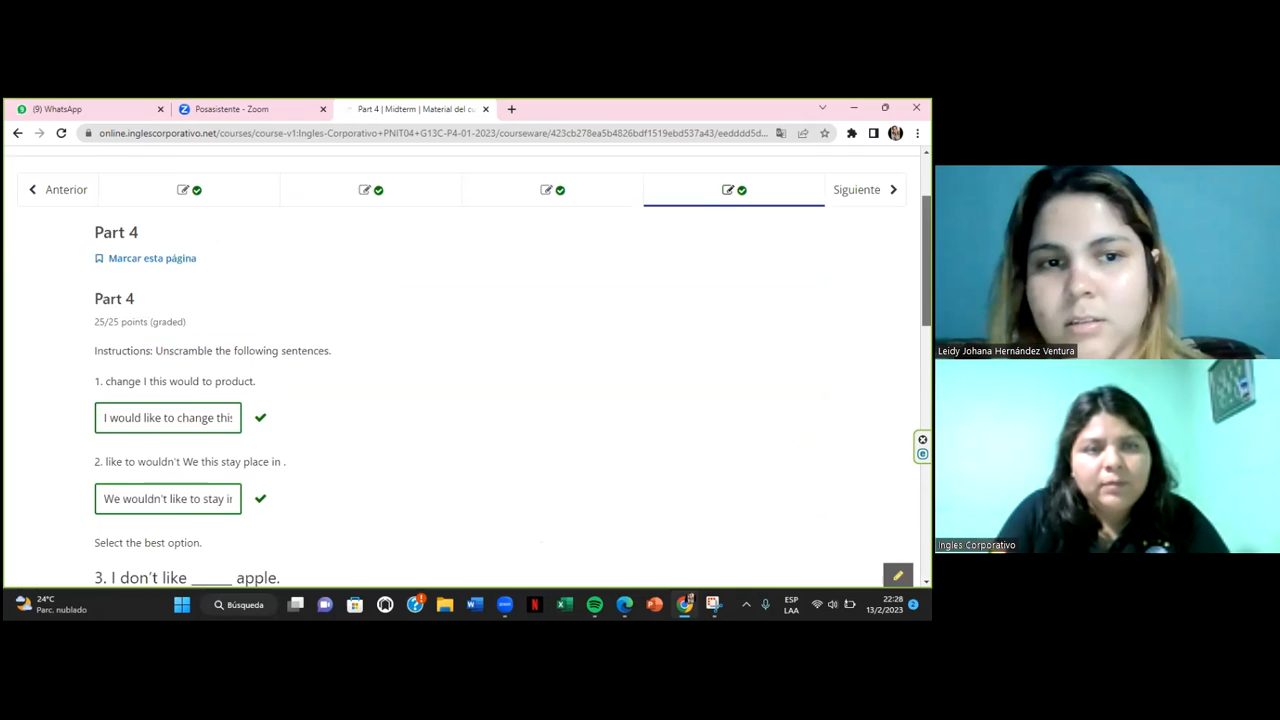 (9) WhatsApp
Posasistente - Zoom
Part 4 | Midterm | Material del cu
online.inglescorporativo.net/courses/course-v1:Ingles-Corporativo+PNIT04+G13C-P4-01-2023/courseware/423cb278ea5b4826bdf1519ebd537a43/eedddd5d...
Anterior
Siguiente
Part 4
Marcar esta página
Part 4
25/25 points (graded)
Instructions: Unscramble the following sentences.
1. change I this would to product.
I would like to change this
2. like to wouldn't We this stay place in .
We wouldn't like to stay in
Select the best option.
3. I don't like _____ apple.
Leidy Johana Hernández Ventura
Ingles Corporativo
24°C
Parc. nublado
Búsqueda
ESP
LAA
22:28
13/2/2023
2